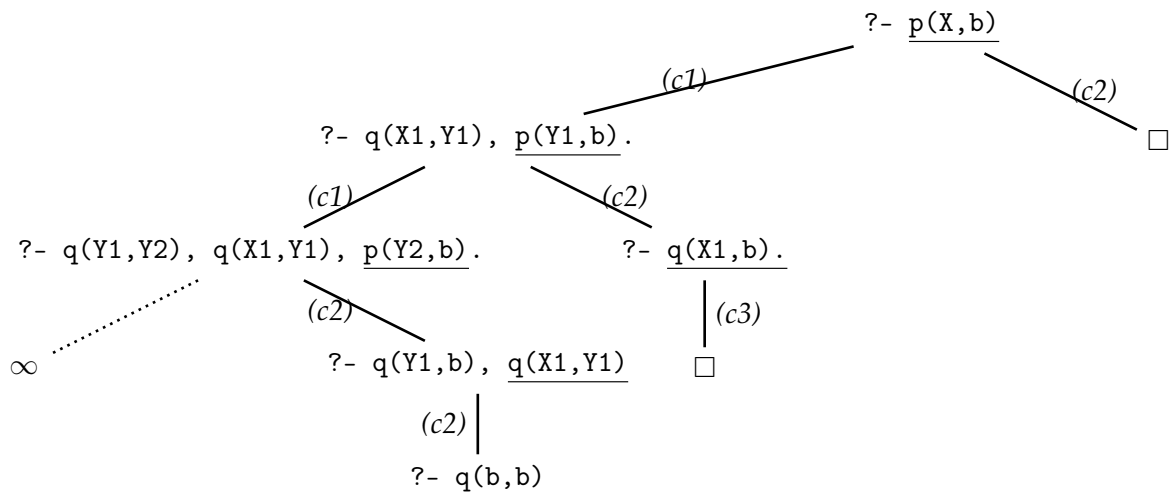 ?- p(X,b)
(c1)
(c2)
?- q(X1,Y1), p(Y1,b).
□
(c1)
(c2)
?- q(Y1,Y2), q(X1,Y1), p(Y2,b).
?- q(X1,b).
(c2)
(c3)
∞
?- q(Y1,b), q(X1,Y1)
□
(c2)
?- q(b,b)